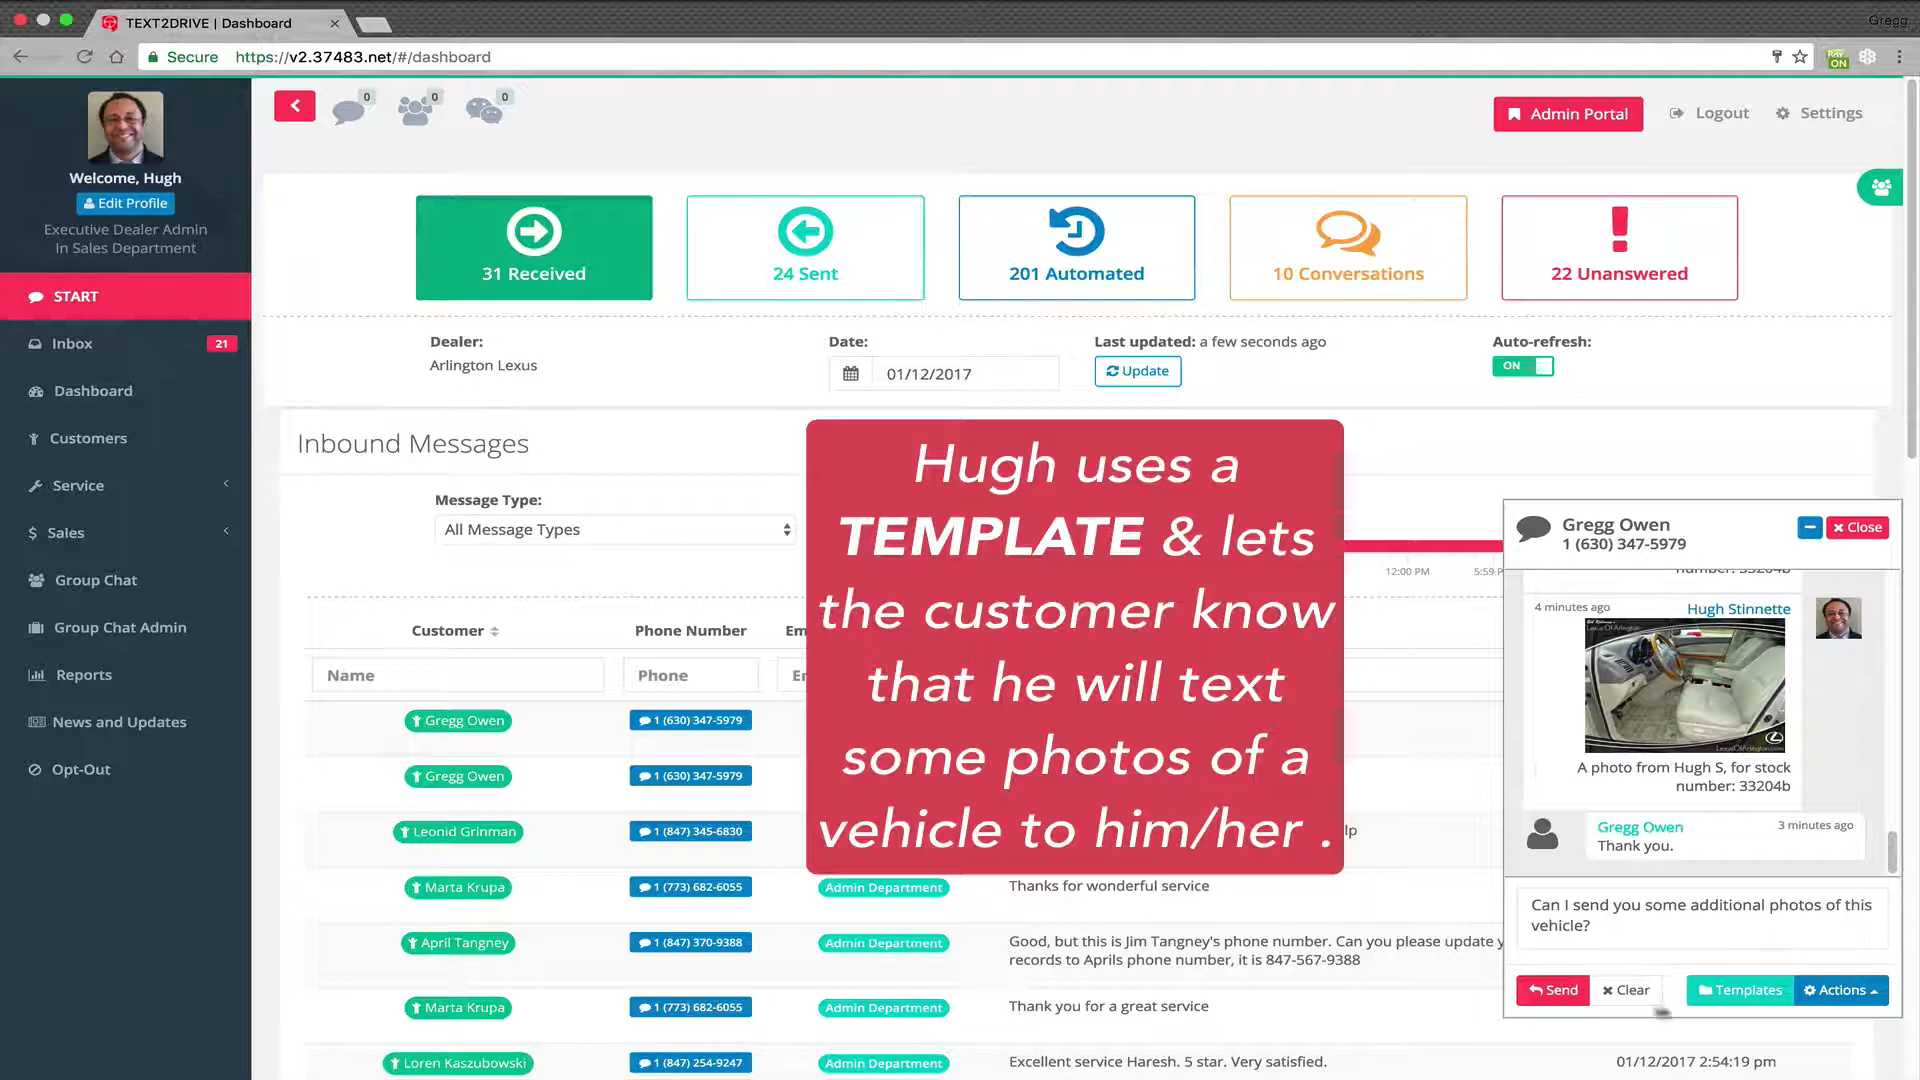 TEXT2DRIVE | Dashboard
Gregg
Secure
https://v2.37483.net/#/dashboard
ON
0
0
0
Admin Portal
Logout
Settings
Welcome, Hugh
Edit Profile
Executive Dealer Admin
In Sales Department
START
Inbox
21
Dashboard
Customers
Service
Sales
Group Chat
Group Chat Admin
Reports
News and Updates
Opt-Out
31 Received
24 Sent
201 Automated
10 Conversations
22 Unanswered
Dealer:
Arlington Lexus
Date:
01/12/2017
Last updated: a few seconds ago
Update
Auto-refresh:
ON
Inbound Messages
Message Type:
All Message Types
12:00 PM
5:59 P
Hugh uses a
TEMPLATE & lets
the customer know
that he will text
some photos of a
vehicle to him/her .
Customer
Phone Number
Em
Name
Phone
Er
Gregg Owen
1 (630) 347-5979
Gregg Owen
1 (630) 347-5979
Leonid Grinman
1 (847) 345-6830
lp
Marta Krupa
1 (773) 682-6055
Admin Department
Thanks for wonderful service
April Tangney
1 (847) 370-9388
Admin Department
Good, but this is Jim Tangney's phone number. Can you please update y
records to Aprils phone number, it is 847-567-9388
Marta Krupa
1 (773) 682-6055
Admin Department
Thank you for a great service
Loren Kaszubowski
1 (847) 254-9247
Admin Department
Excellent service Haresh. 5 star. Very satisfied.
01/12/2017 2:54:19 pm
Gregg Owen
1 (630) 347-5979
Close
number: 33204b
4 minutes ago
Hugh Stinnette
LexusOfArlington.com
A photo from Hugh S, for stock
number: 33204b
Gregg Owen
3 minutes ago
Thank you.
Can I send you some additional photos of this
vehicle?
Send
Clear
Templates
Actions